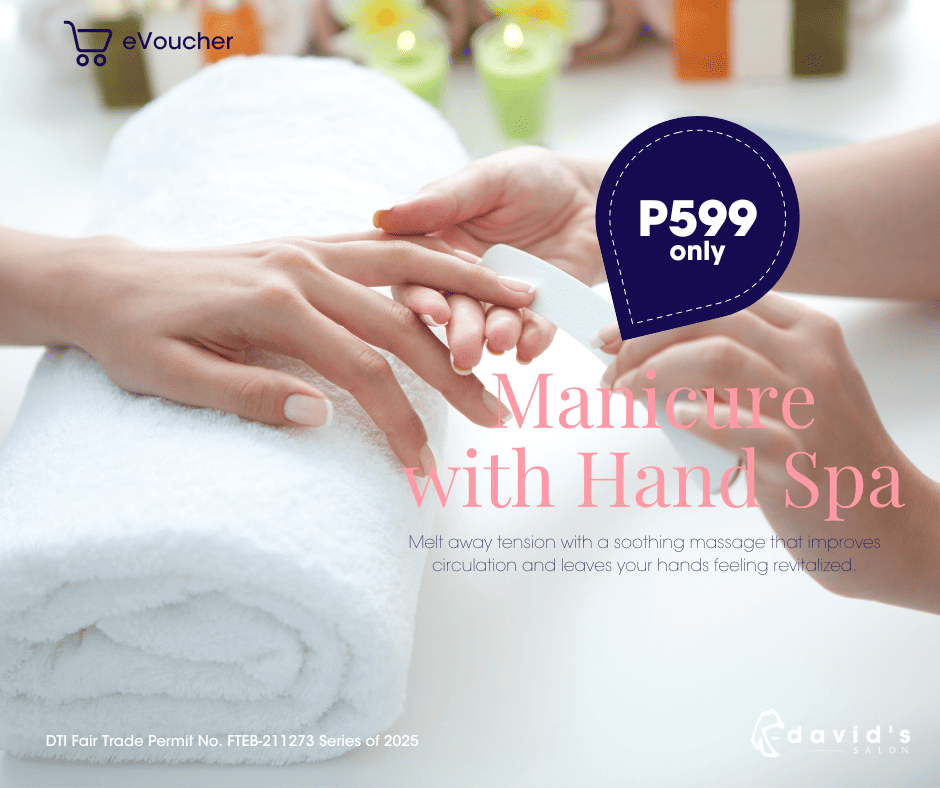 eVoucher
P599
only
Manicure
with Hand Spa
Melt away tension with a soothing massage that improves
circulation and leaves your hands feeling revitalized.
DTI Fair Trade Permit No. FTEB-211273 Series of 2025
david's
SALON